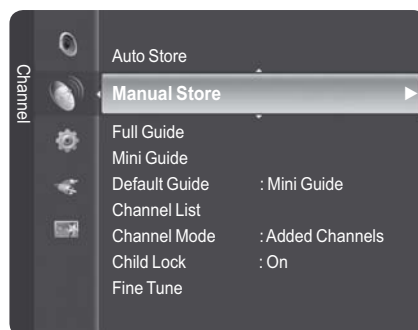 Channel
Auto Store
Manual Store
Full Guide
Mini Guide
Default Guide : Mini Guide
Channel List
Channel Mode : Added Channels
Child Lock : On
Fine Tune